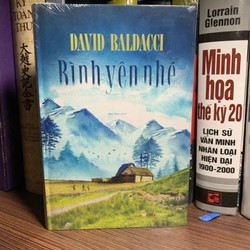 DAVID BALDACCI
Bình yên nhé
Lorrain
Glennon
Minh
họa
thế kỷ 20
LỊCH SỬ
VĂN MINH
NHÂN LOẠI
HIỆN ĐẠI
1900-2000